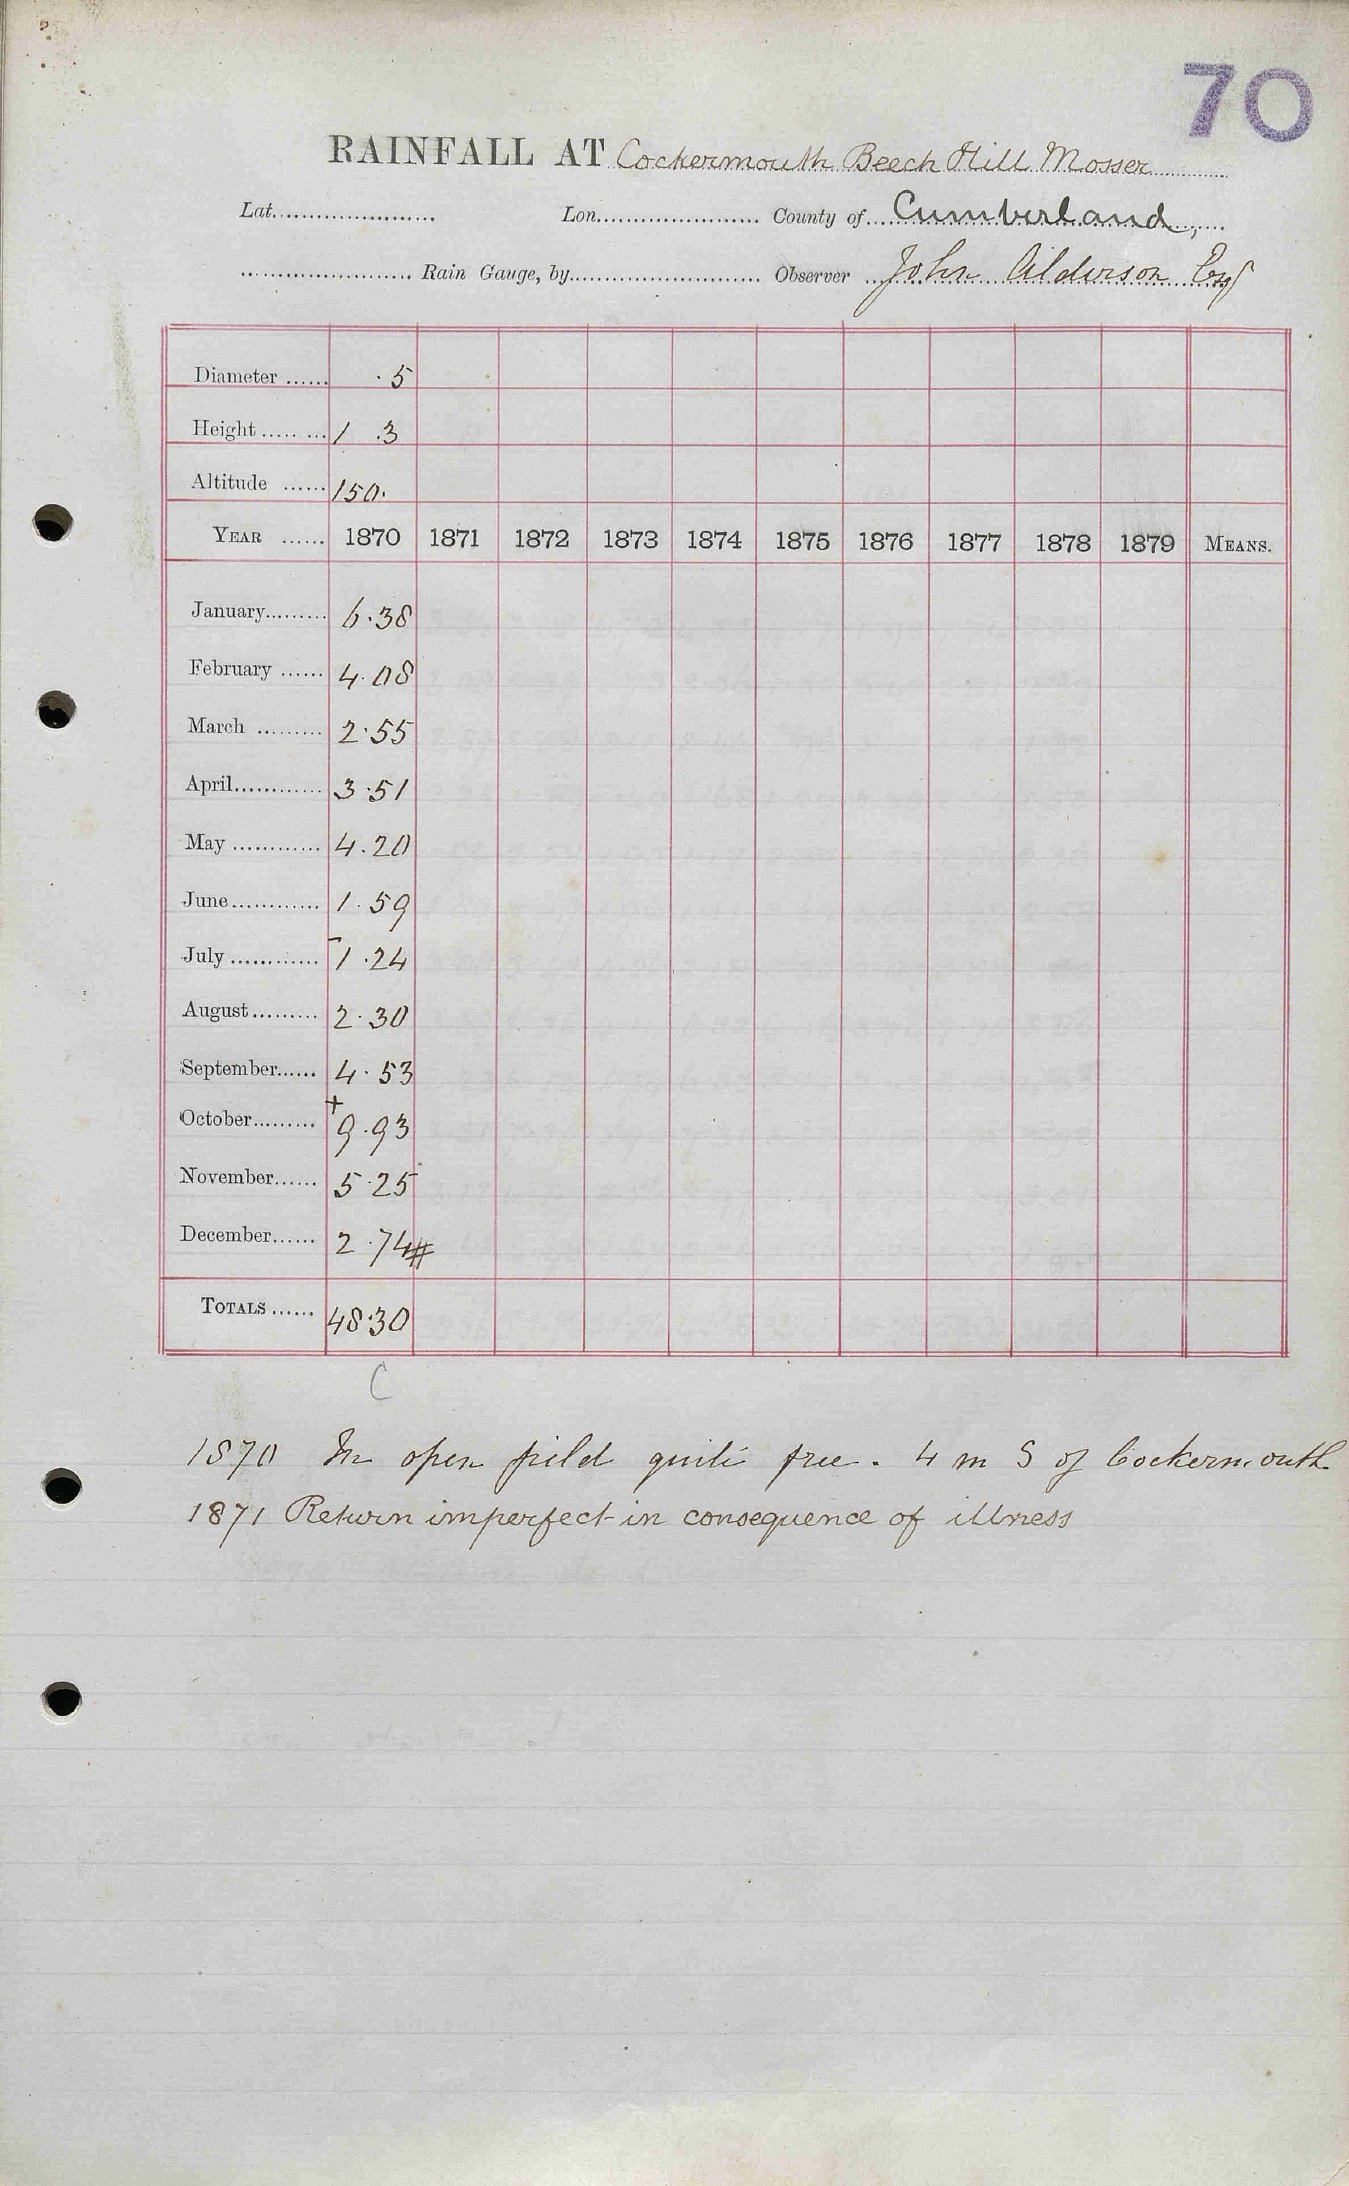 70
RAINFALL AT Cockermouth Beech Hill Mosser
Lat...................... Lon...................... County of... Cumberland,
...................... Rain Gauge, by......................... Observer John Alderson Esq
Diameter ...... . 5
Height ........ 1 .3
Altitude ...... 150.
YEAR ...... 1870 1871 1872 1873 1874 1875 1876 1877 1878 1879 MEANS.
January......... 6.38
February ...... 4.08
March ......... 2.55
April............ 3.51
May ............ 4.20
June............ 1.59
July ............ -1.24
August......... 2.30
September...... 4.53
October......... +9.93
November...... 5.25
December...... 2.74#
TOTALS ...... 48.30
C
1870 In open field quite free. 4 m S of Cockermouth
1871 Return imperfect in consequence of illness